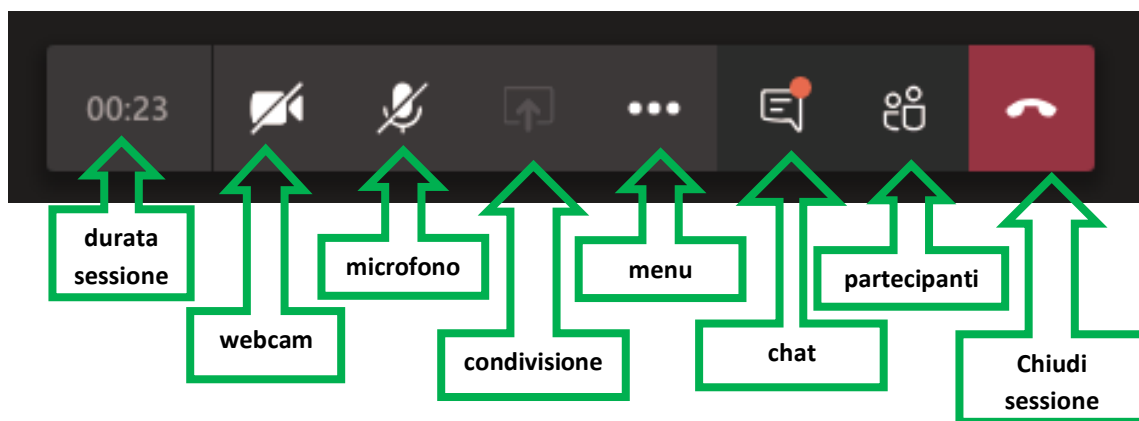 00:23
durata
sessione
webcam
microfono
condivisione
menu
chat
partecipanti
Chiudi
sessione